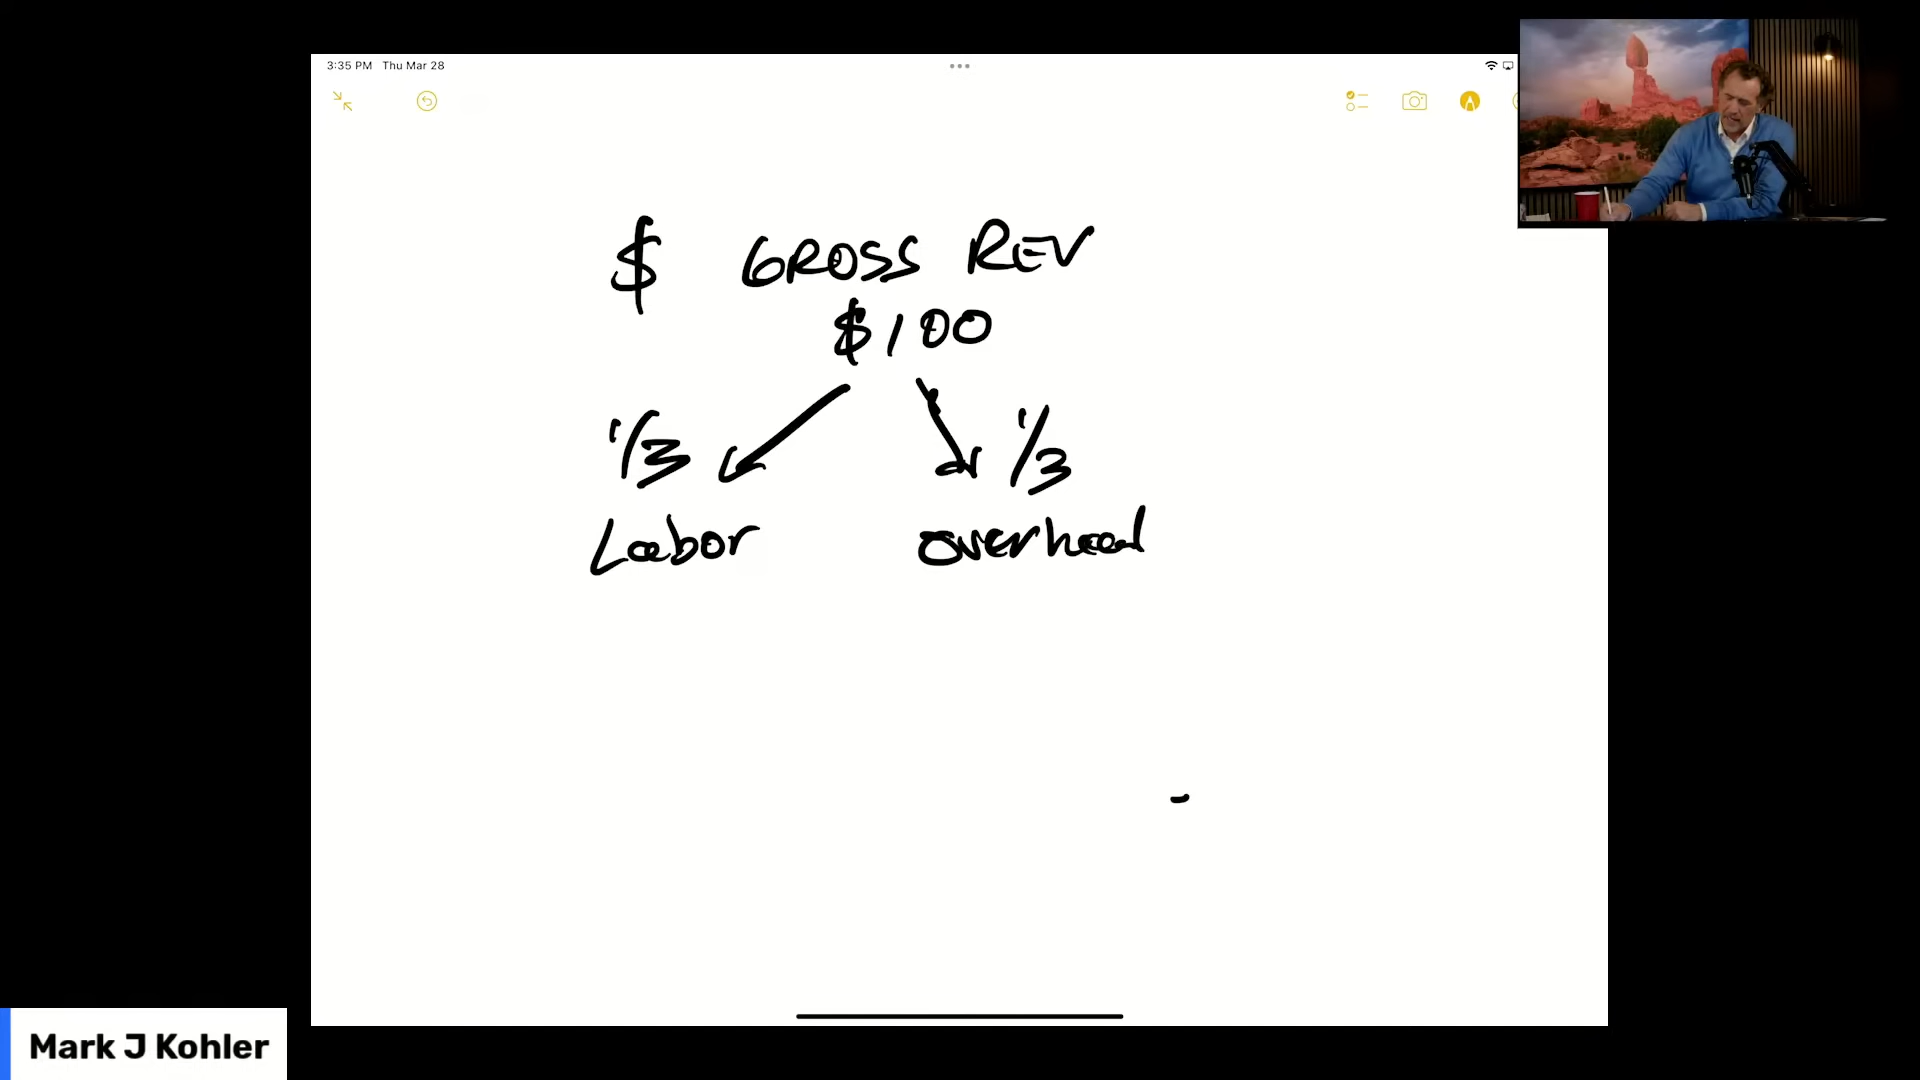 3:35 PM Thu Mar 28
$ GROSS REV
$100
1/3 1/3
Labor overhead
Mark J Kohler